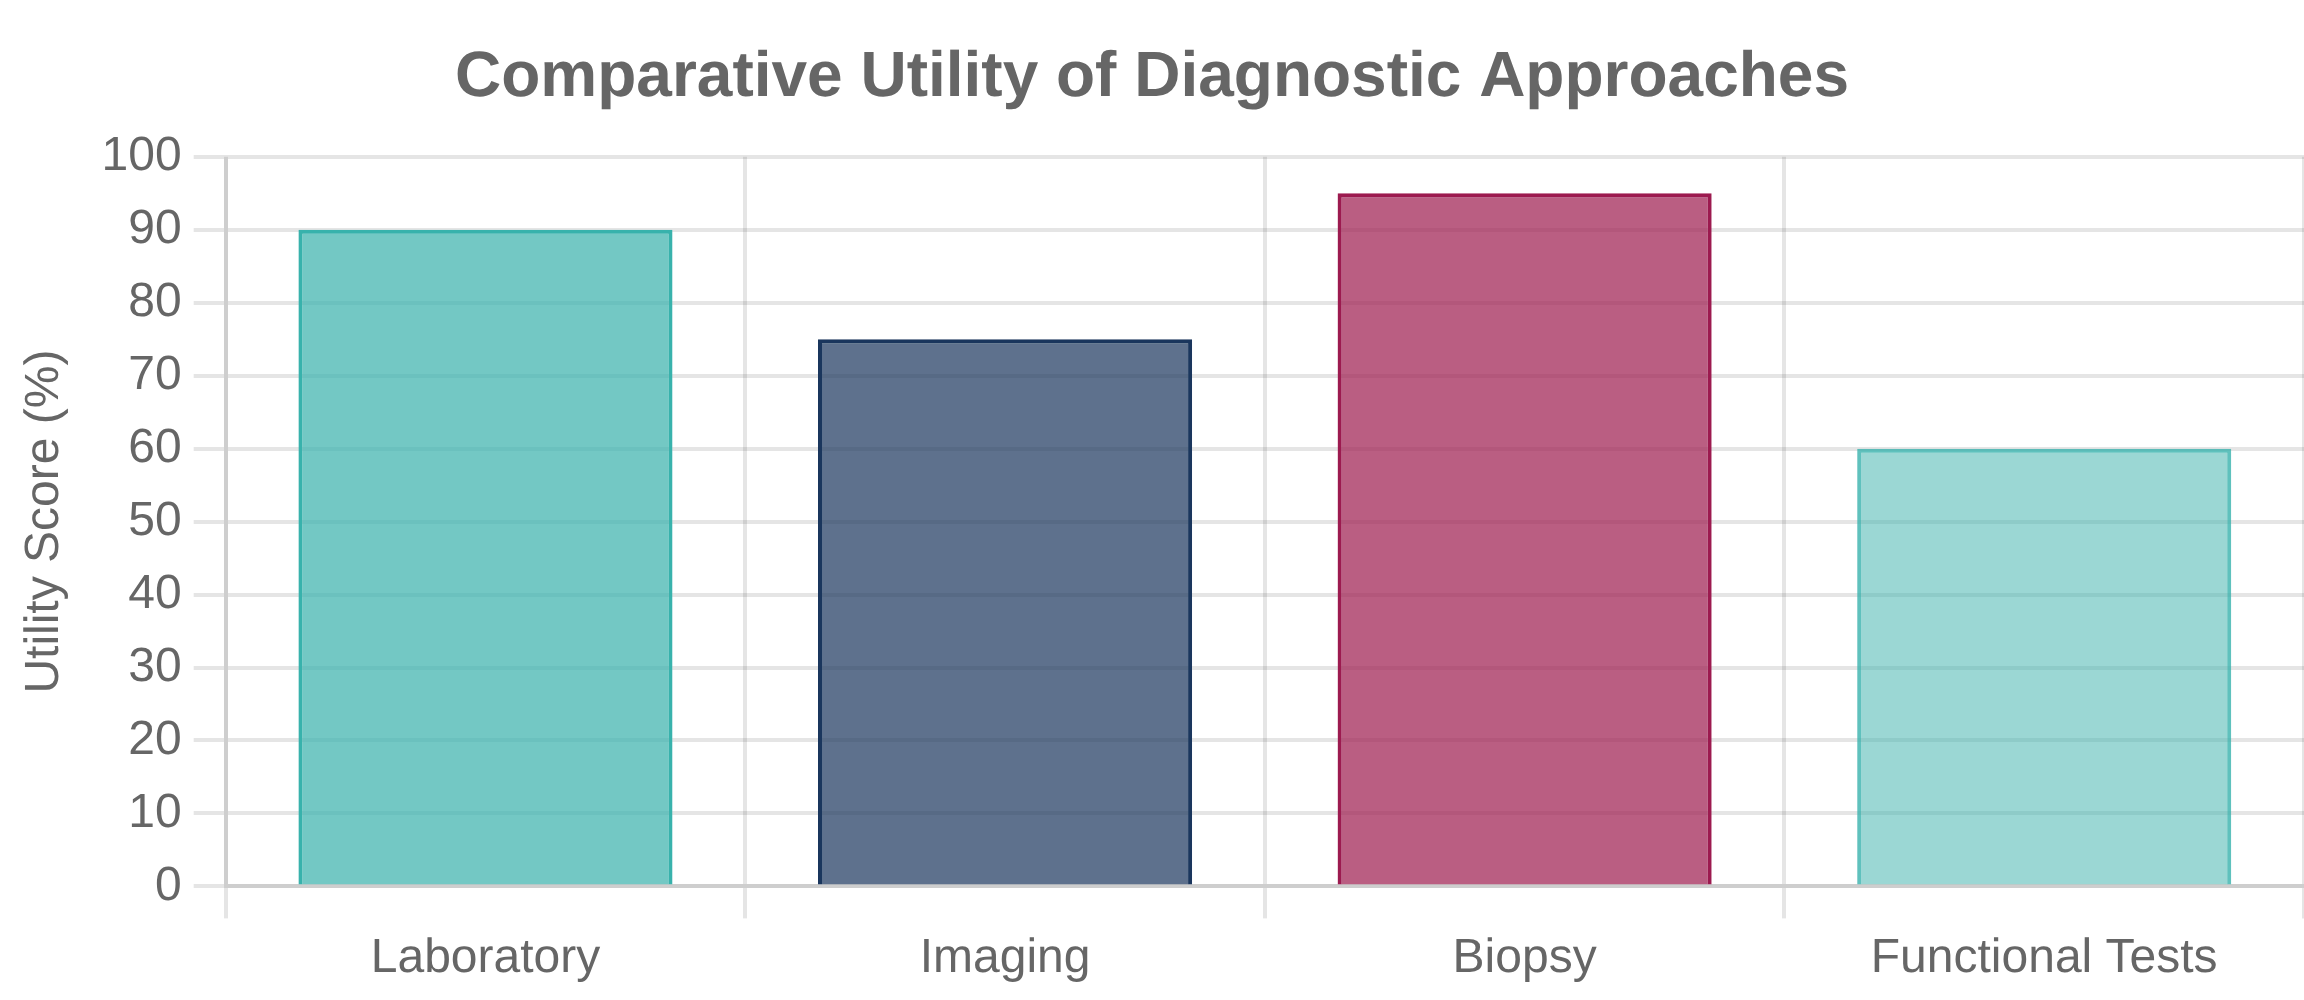 Comparative Utility of Diagnostic Approaches
Utility Score (%)
100
90
80
70
60
50
40
30
20
10
0
Laboratory
Imaging
Biopsy
Functional Tests